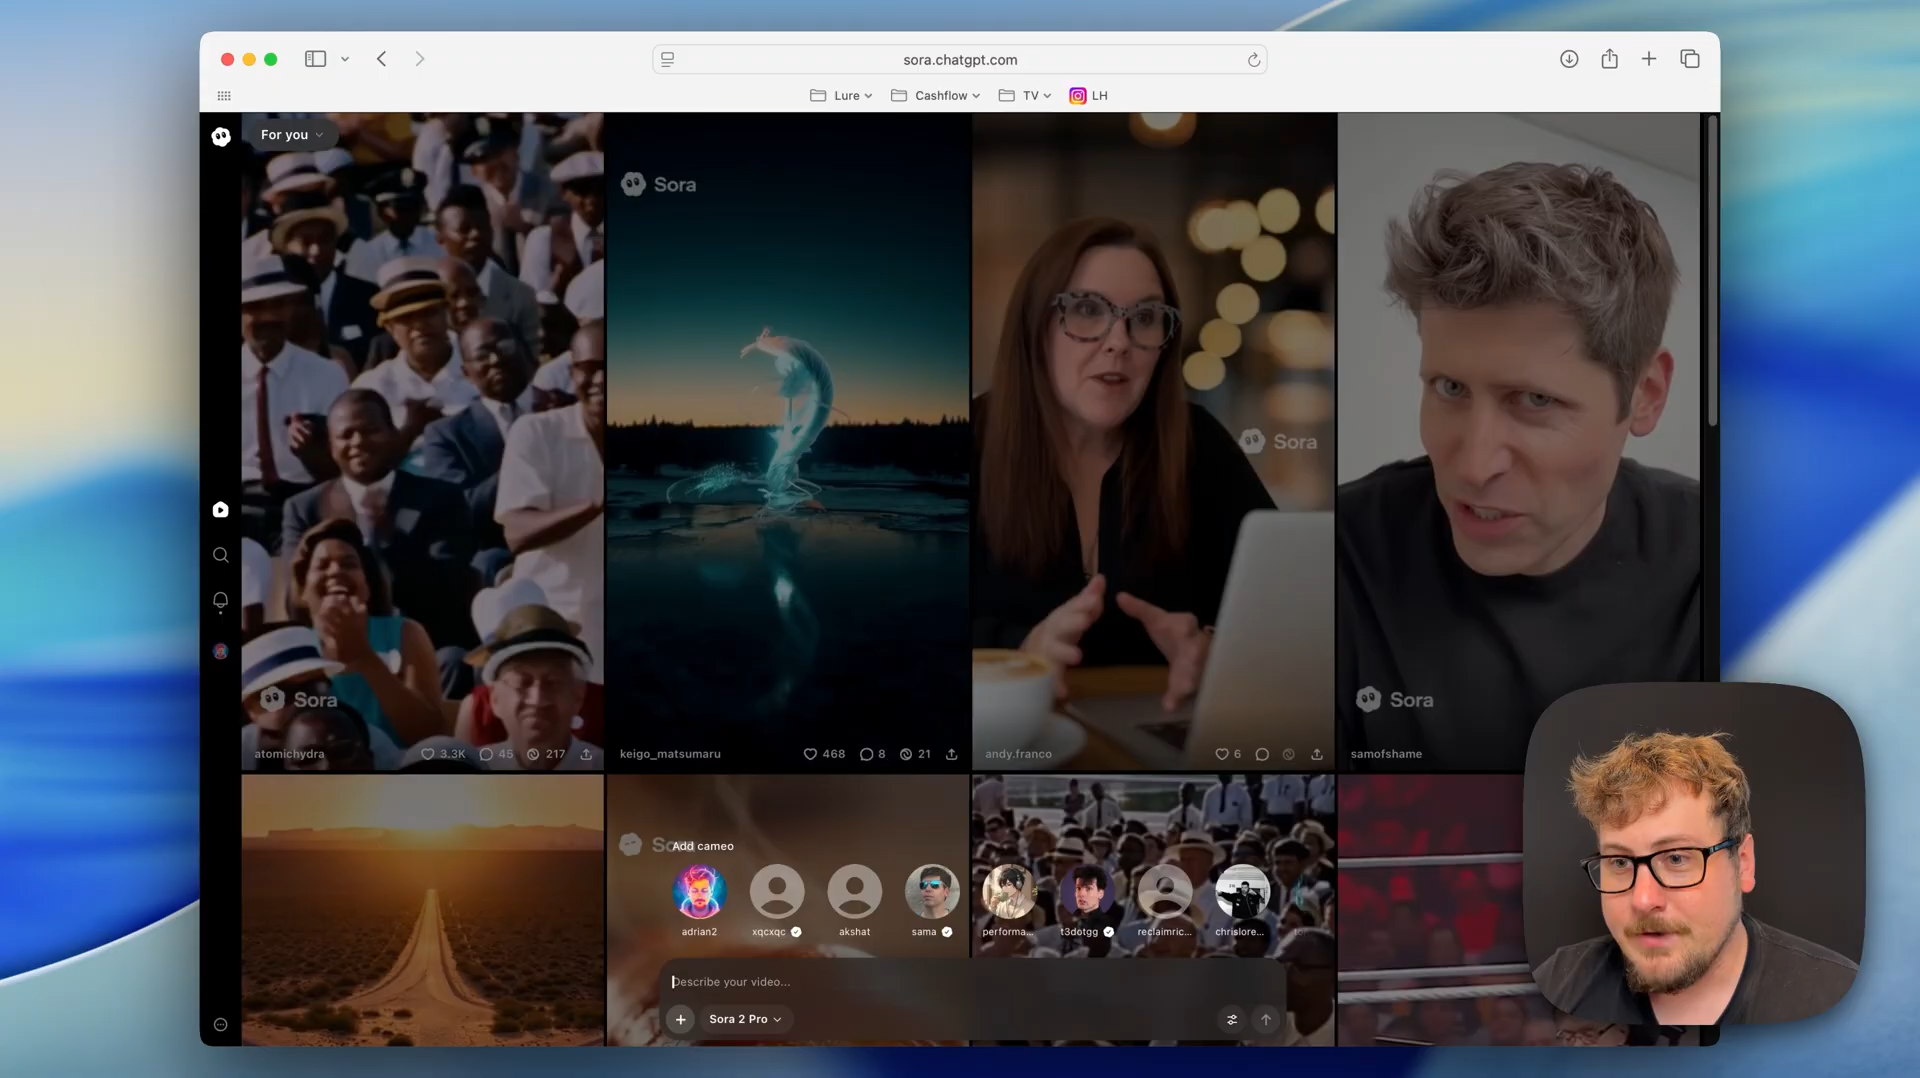 sora.chatgpt.com
Lure
Cashflow
TV
LH
For you
Sora
Sora
Sora
Sora
atomichydra
3.3K
45
217
keigo_matsumaru
468
8
21
andy.franco
6
samofshame
Add cameo
adrian2
xqcxqc
akshat
sama
performa...
t3dotgg
reclaimric...
chrislore...
Describe your video...
Sora 2 Pro